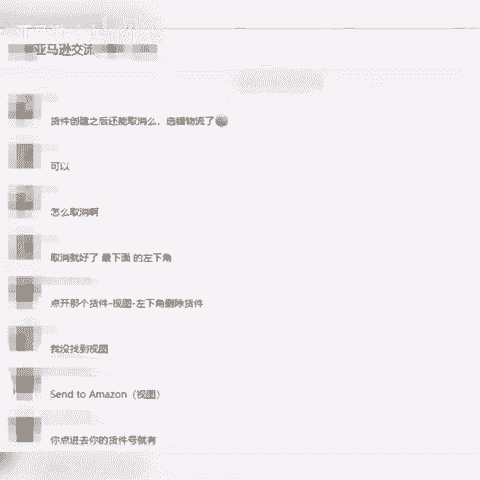 亚马逊交流
货件创建之后还能取消么，选错物流了
可以
怎么取消啊
取消就好了 最下面 的左下角
点开那个货件-视图-左下角删除货件
我没找到视图
Send to Amazon（视图）
你点进去你的货件号就有